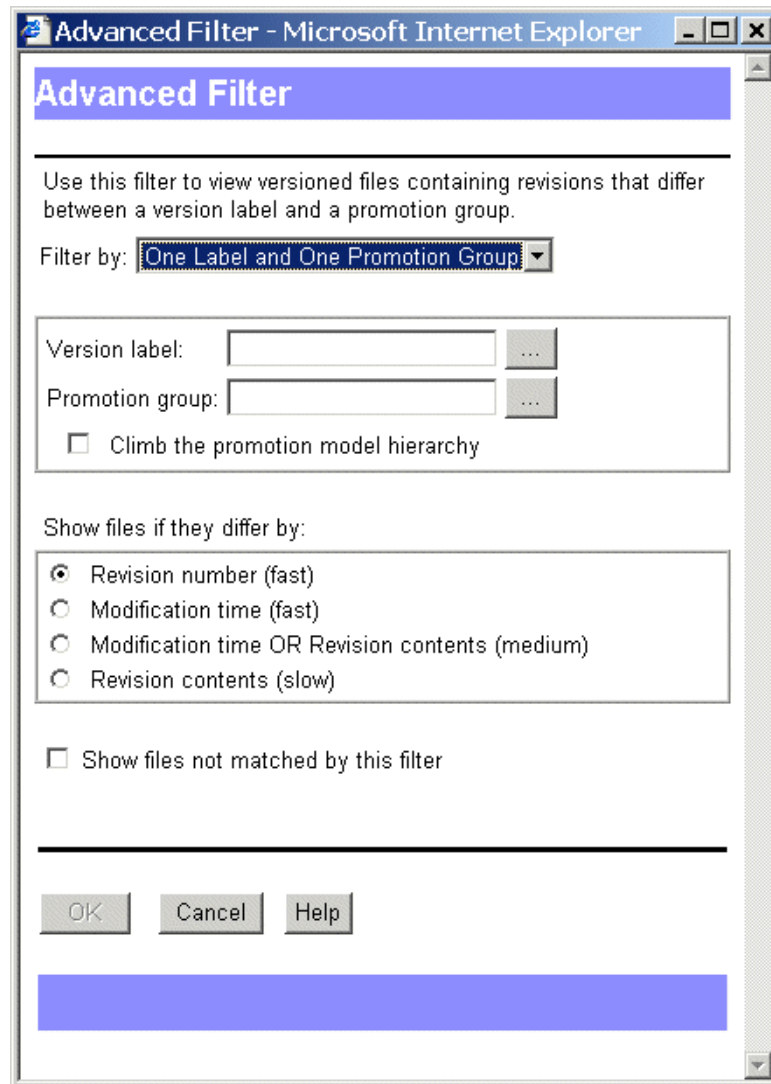 Advanced Filter - Microsoft Internet Explorer
Advanced Filter
Use this filter to view versioned files containing revisions that differ
between a version label and a promotion group.
Filter by: One Label and One Promotion Group
Version label: ...
Promotion group: ...
Climb the promotion model hierarchy
Show files if they differ by:
Revision number (fast)
Modification time (fast)
Modification time OR Revision contents (medium)
Revision contents (slow)
Show files not matched by this filter
OK Cancel Help